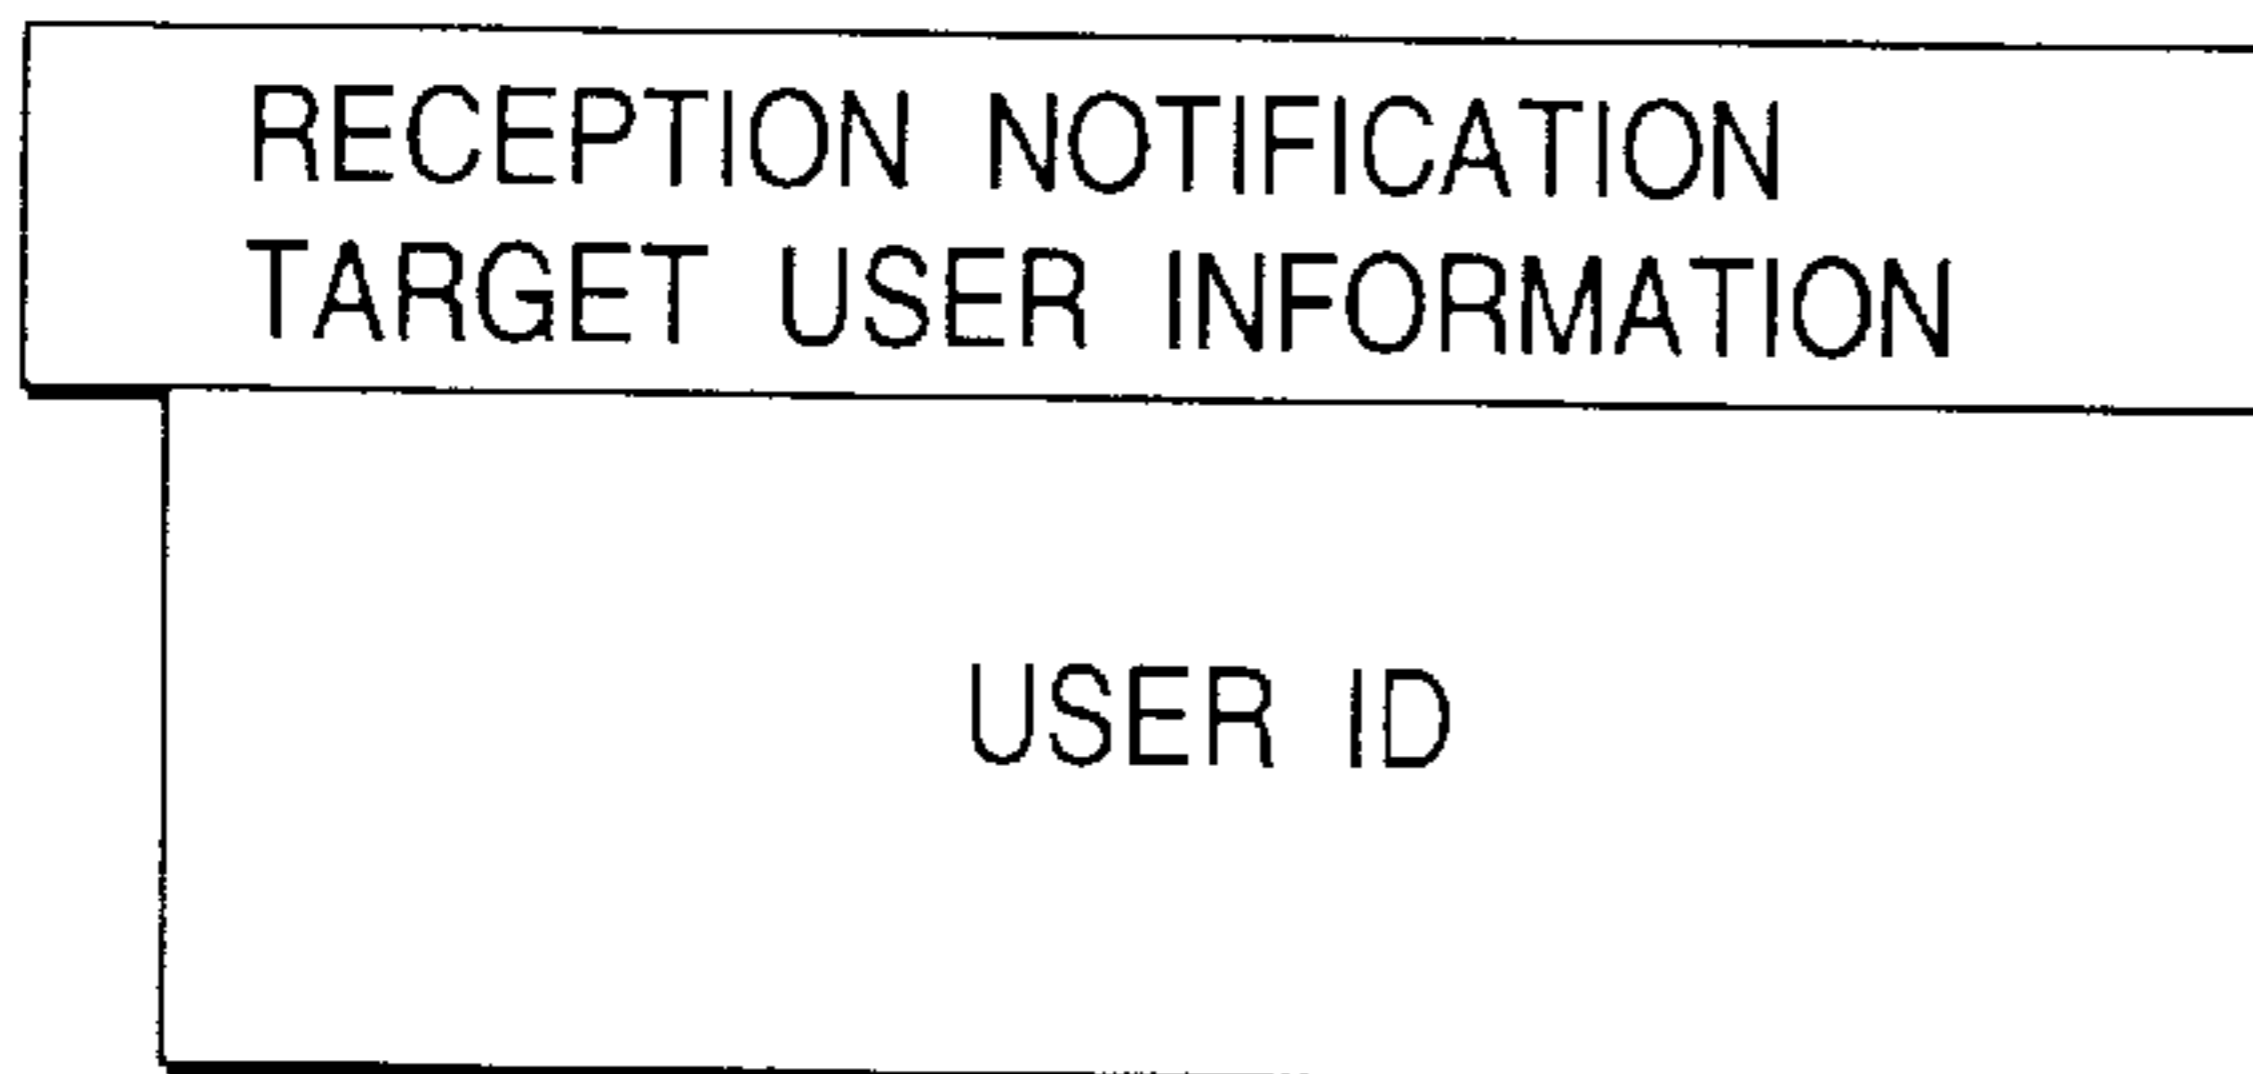 RECEPTION NOTIFICATION
TARGET USER INFORMATION
USER ID